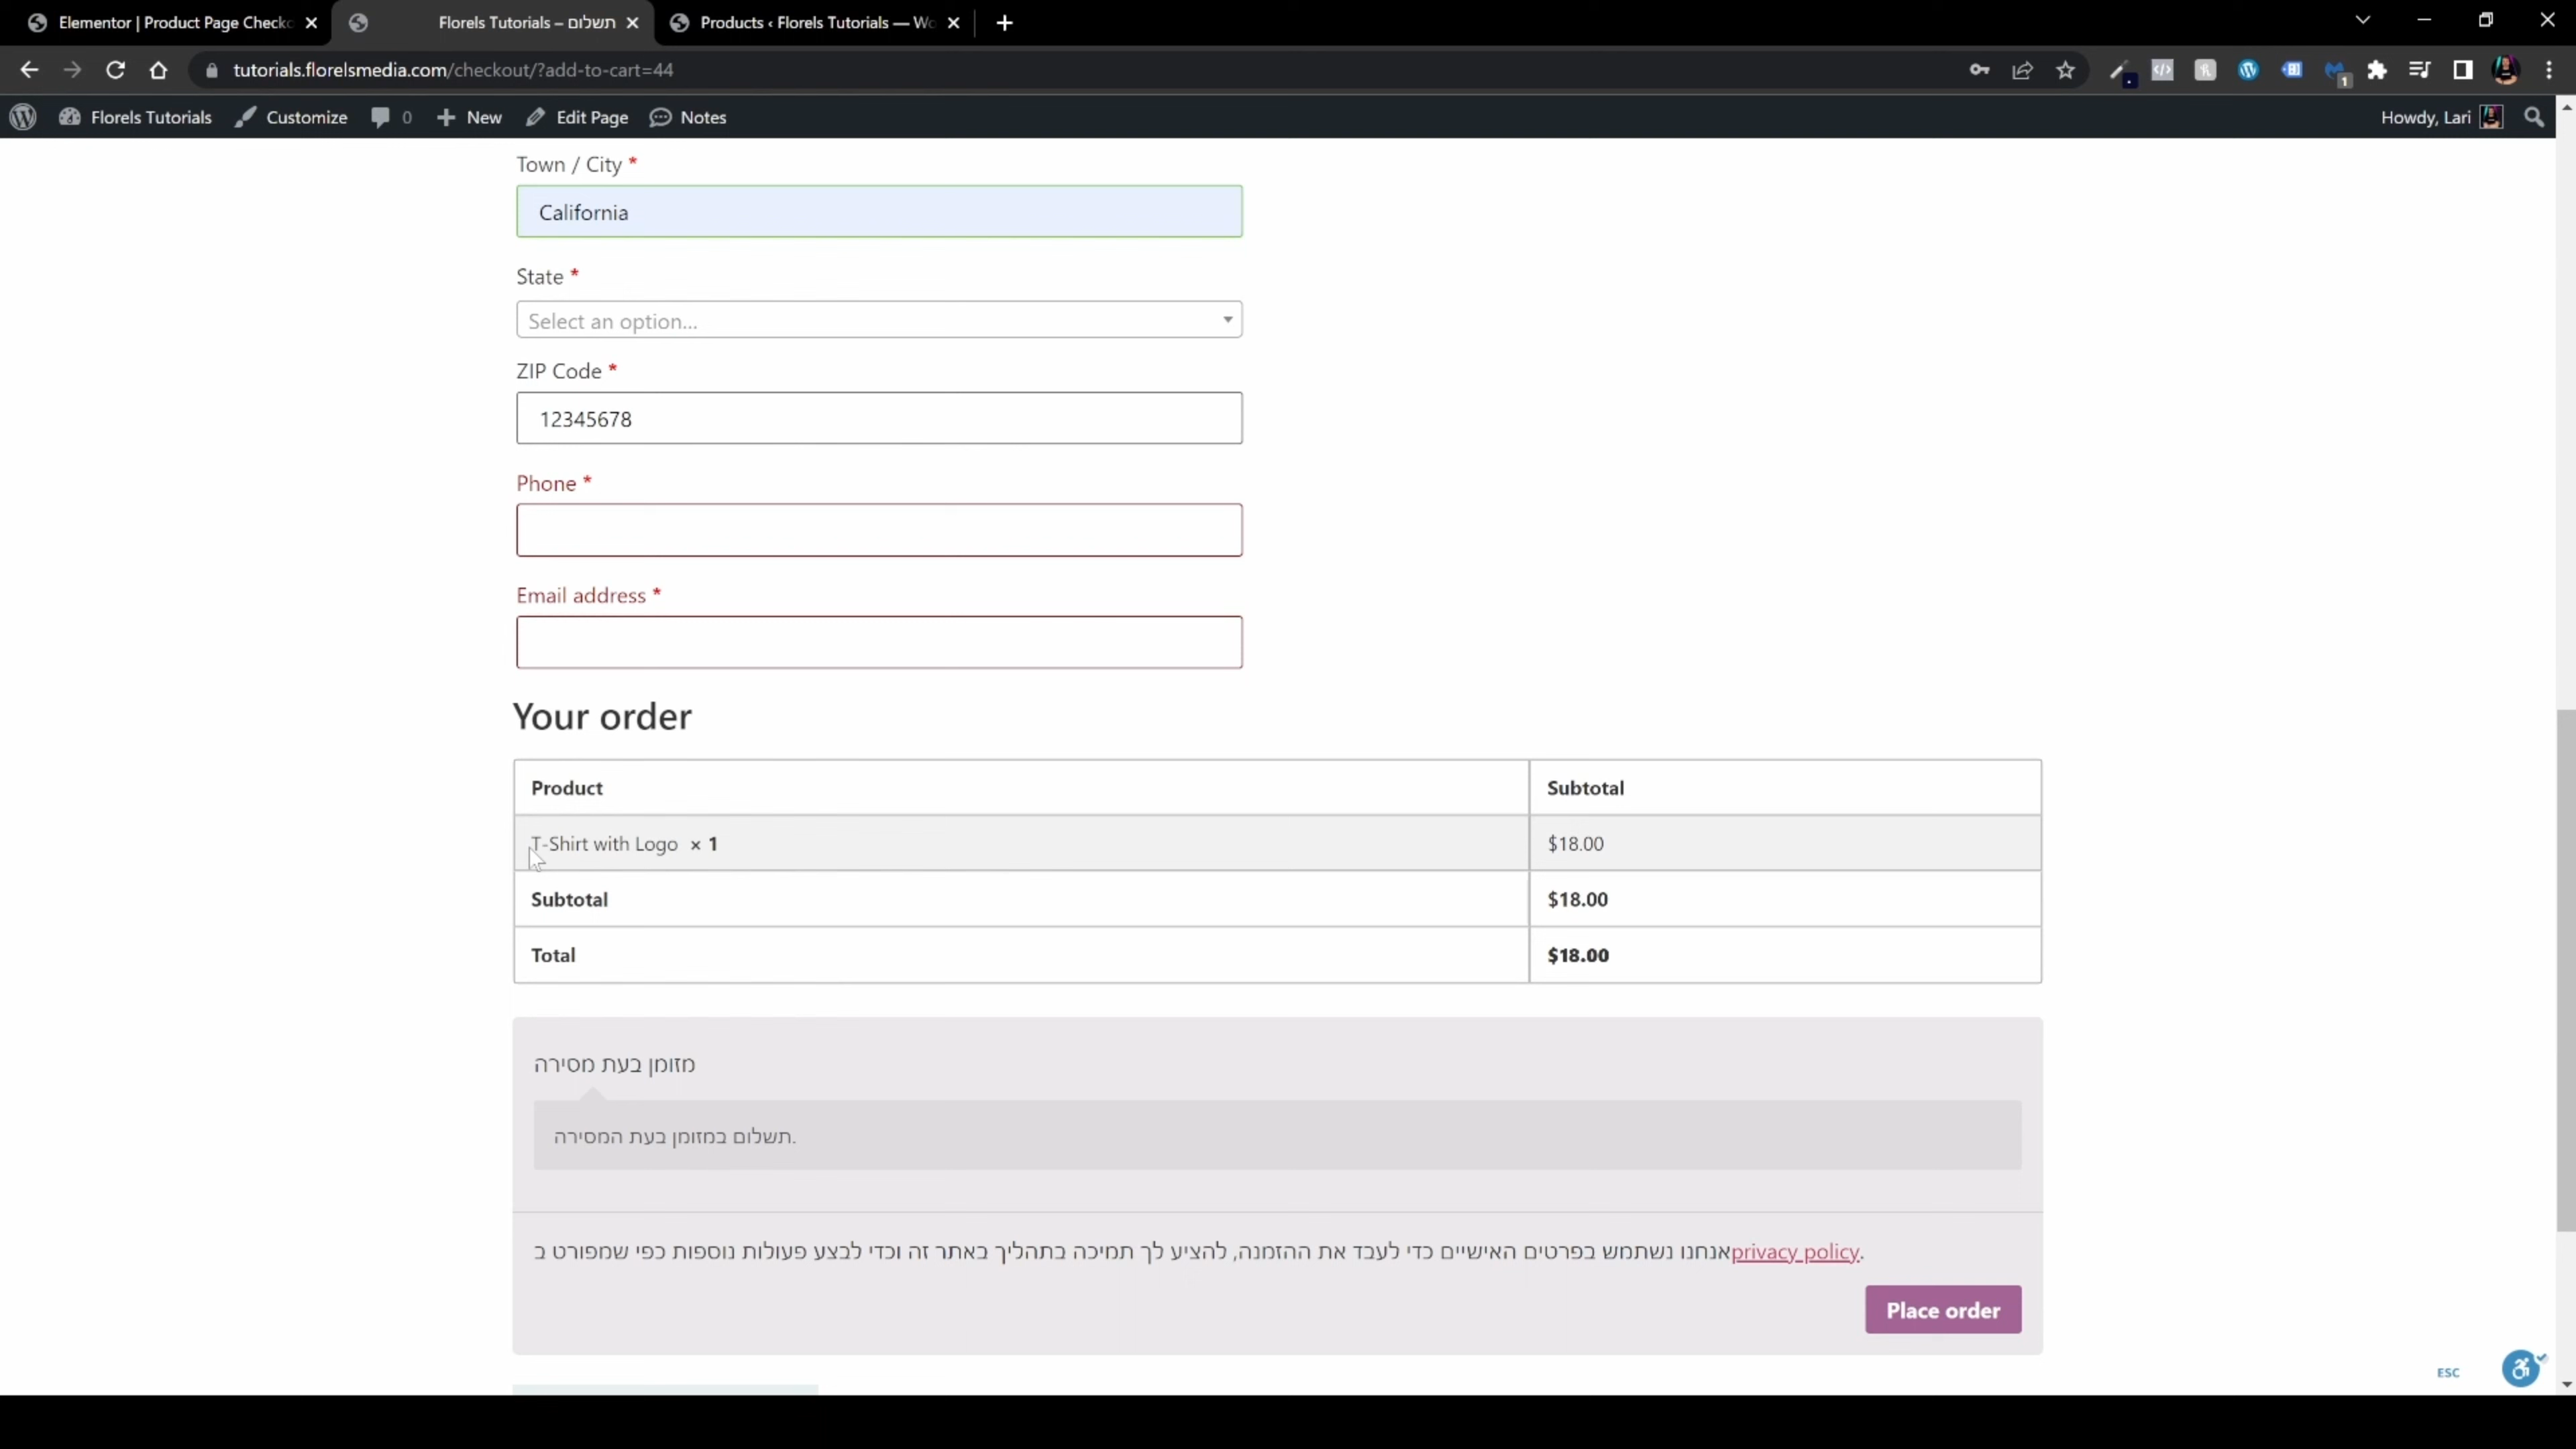 Elementor | Product Page Checko
Florels Tutorials – תשלום
Products ‹ Florels Tutorials — Wo
tutorials.florelsmedia.com/checkout/?add-to-cart=44
1
Florels Tutorials
Customize
0
New
Edit Page
Notes
Howdy, Lari
Town / City *
California
State *
Select an option...
ZIP Code *
12345678
Phone *
Email address *
Your order
Product Subtotal
T-Shirt with Logo × 1 $18.00
Subtotal $18.00
Total $18.00
מזומן בעת מסירה
תשלום במזומן בעת המסירה.
אנחנו נשתמש בפרטים האישיים כדי לעבד את ההזמנה, להציע לך תמיכה בתהליך באתר זה וכדי לבצע פעולות נוספות כפי שמפורט ב privacy policy.
Place order
ESC